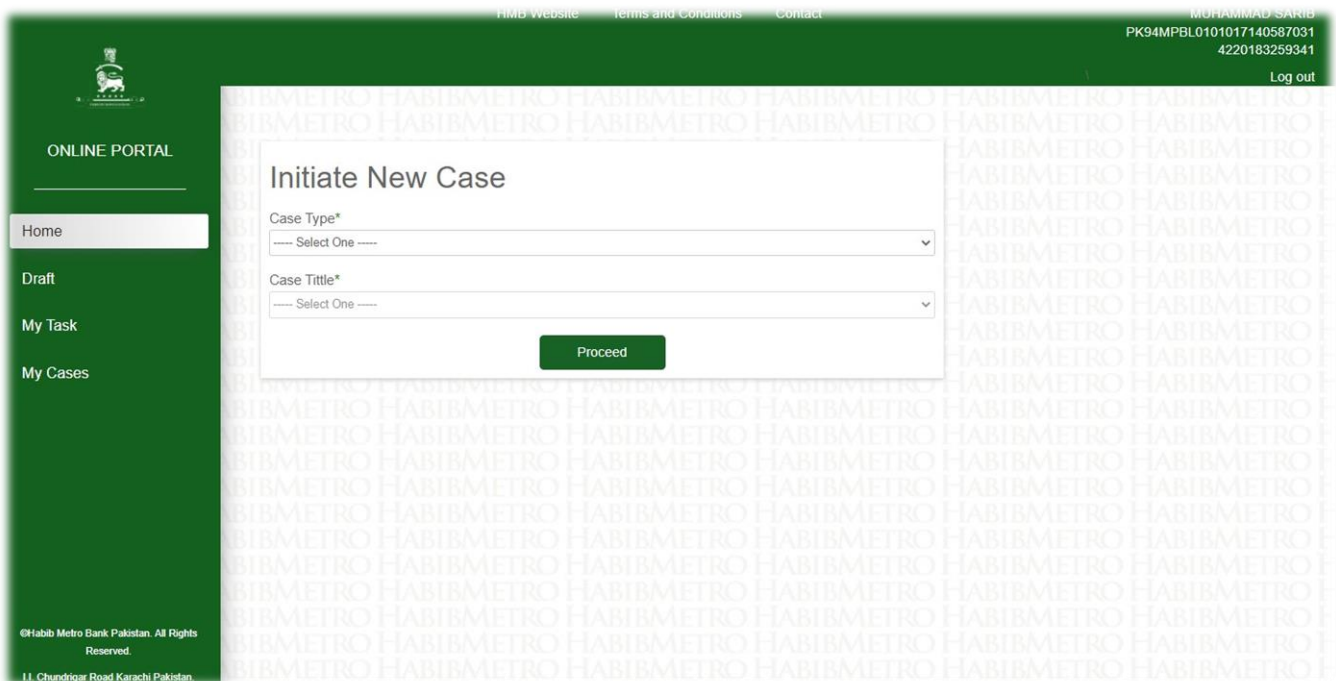 HMB Website Terms and Conditions Contact
MUHAMMAD SARIB
PK94MPBL0101017140587031
4220183259341
Log out
ONLINE PORTAL
Home
Draft
My Task
My Cases
Initiate New Case
Case Type*
----- Select One -----
Case Tittle*
----- Select One -----
Proceed
©Habib Metro Bank Pakistan. All Rights
Reserved.
I.I. Chundrigar Road Karachi Pakistan.